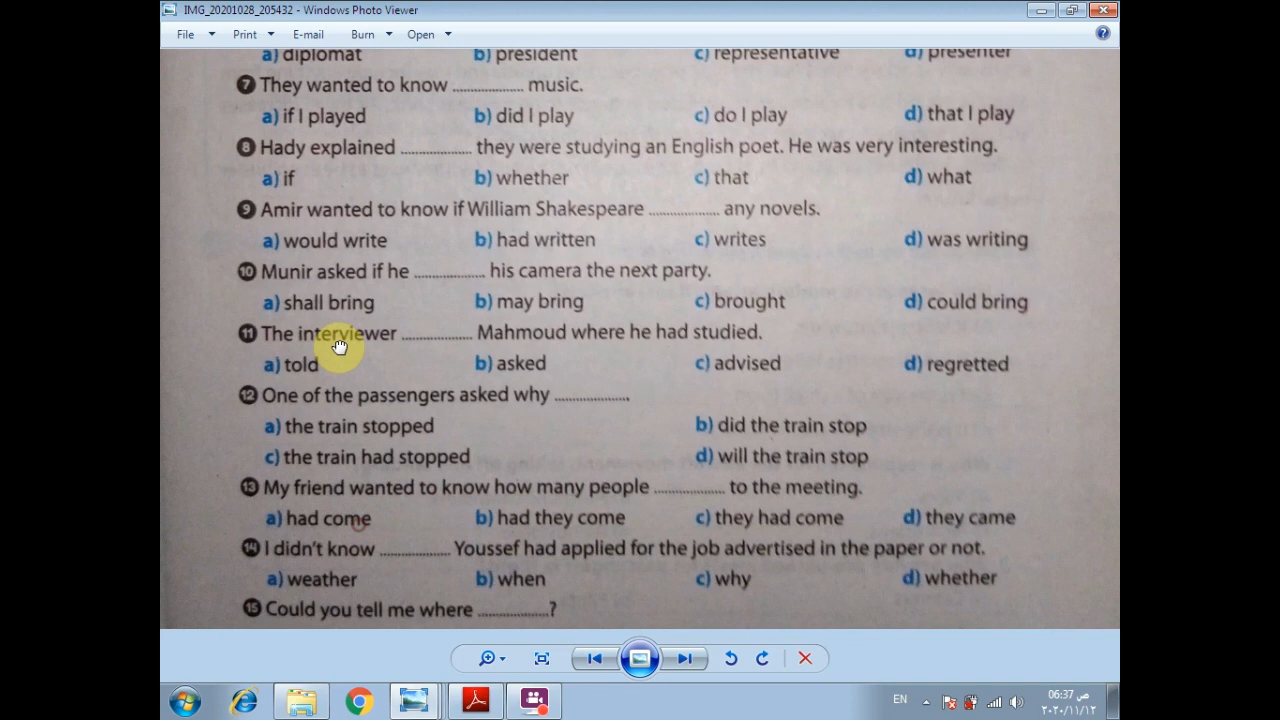 IMG_20201028_205432 - Windows Photo Viewer
File Print E-mail Burn Open
a) diplomat b) president c) representative d) presenter
7 They wanted to know .................. music.
a) if I played b) did I play c) do I play d) that I play
8 Hady explained .................. they were studying an English poet. He was very interesting.
a) if b) whether c) that d) what
9 Amir wanted to know if William Shakespeare .................. any novels.
a) would write b) had written c) writes d) was writing
10 Munir asked if he .................. his camera the next party.
a) shall bring b) may bring c) brought d) could bring
11 The interviewer .................. Mahmoud where he had studied.
a) told b) asked c) advised d) regretted
12 One of the passengers asked why ...................
a) the train stopped b) did the train stop
c) the train had stopped d) will the train stop
13 My friend wanted to know how many people .................. to the meeting.
a) had come b) had they come c) they had come d) they came
14 I didn't know .................. Youssef had applied for the job advertised in the paper or not.
a) weather b) when c) why d) whether
15 Could you tell me where ..................?
EN
06:37 ص
٢٠٢٠/١١/١٢